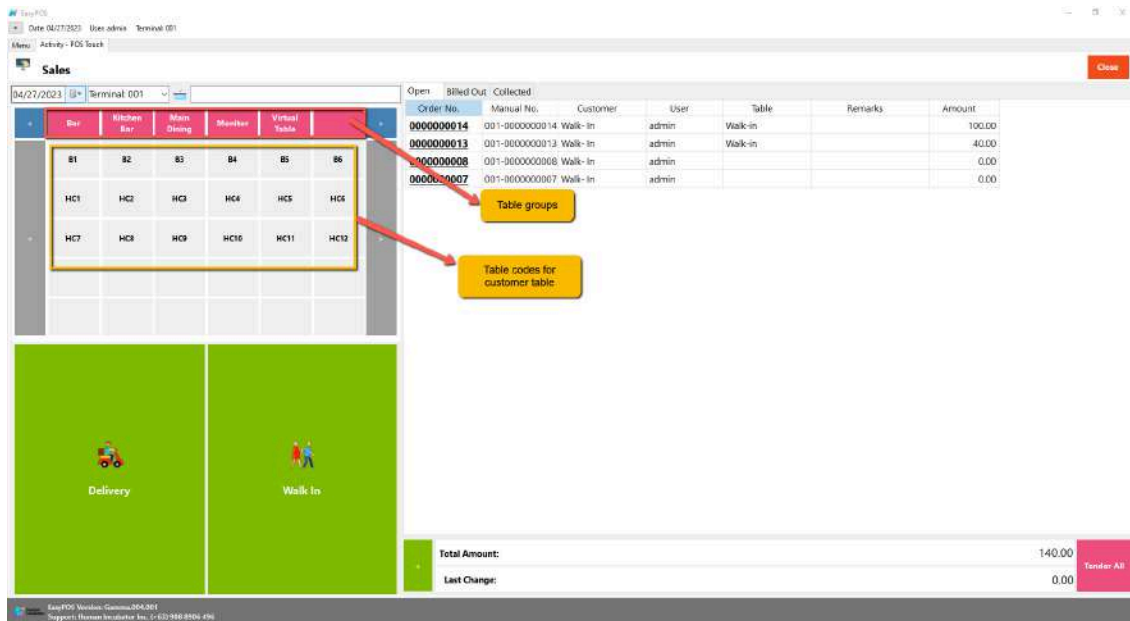 EasyPOS
Date 04/27/2023 User: admin Terminal: 001
Menu Activity - POS Touch
Sales
Close
04/27/2023 Terminal: 001
Open Billed Out Collected
Bar Kitchen Bar Main Dining Monitor Virtual Table
Order No. Manual No. Customer User Table Remarks Amount
0000000014 001-0000000014 Walk- In admin Walk-in 100.00
0000000013 001-0000000013 Walk- In admin Walk-in 40.00
0000000008 001-0000000008 Walk- In admin 0.00
0000000007 001-0000000007 Walk- In admin 0.00
B1 B2 B3 B4 B5 B6
HC1 HC2 HC3 HC4 HC5 HC6
HC7 HC8 HC9 HC10 HC11 HC12
Table groups
Table codes for
customer table
Delivery
Walk In
Total Amount: 140.00
Last Change: 0.00
Tender All
EasyPOS Version: Gamma.004.001
Support: Human Incubator Inc.